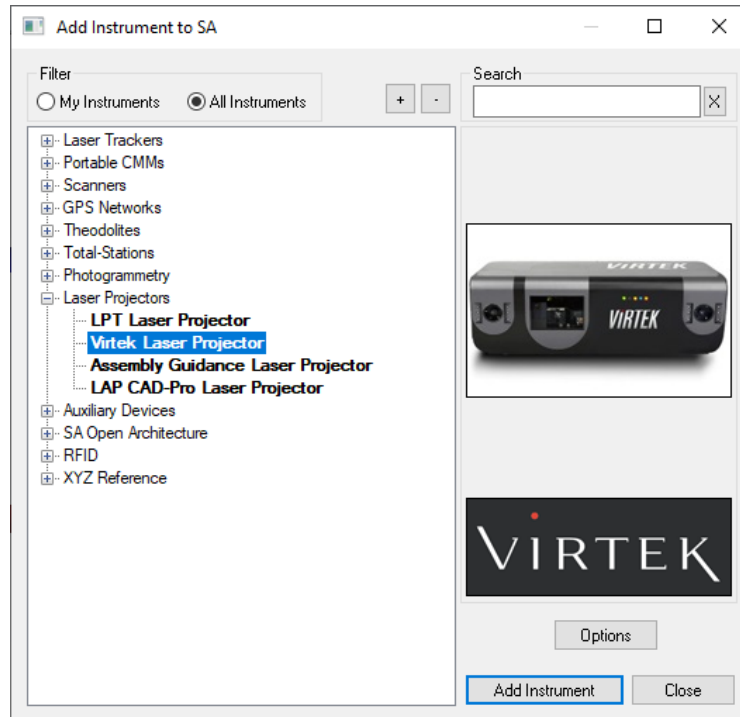 Add Instrument to SA
Filter
My Instruments All Instruments + -
Search
X
Laser Trackers
Portable CMMs
Scanners
GPS Networks
Theodolites
Total-Stations
Photogrammetry
Laser Projectors
LPT Laser Projector
Virtek Laser Projector
Assembly Guidance Laser Projector
LAP CAD-Pro Laser Projector
Auxiliary Devices
SA Open Architecture
RFID
XYZ Reference
VIRTEK
VIRTEK
VIRTEK
Options
Add Instrument Close